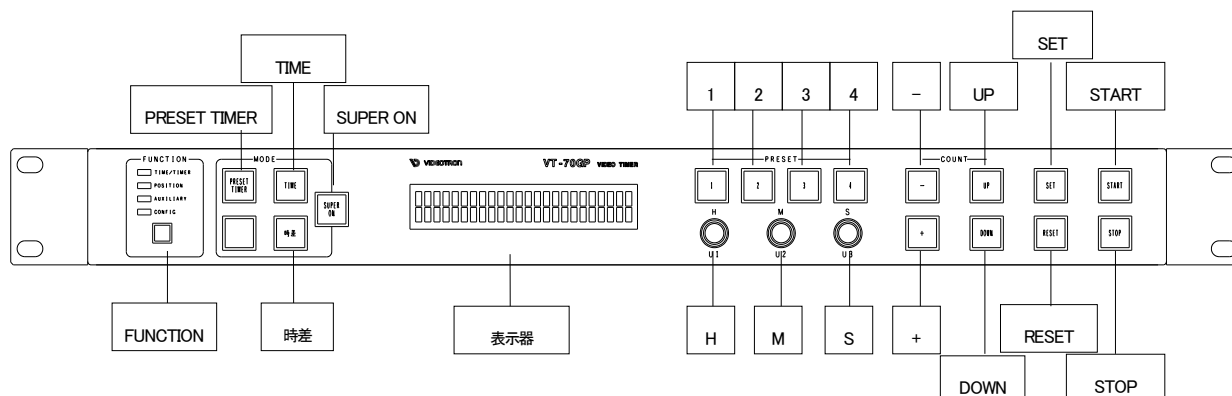 SET
TIME
1 2 3 4 - UP START
PRESET TIMER SUPER ON
FUNCTION MODE VIDEOTRON VT-70GP VIDEO TIMER PRESET COUNT
TIME/TIMER
POSITION
AUXILIARY
CONFIG
PRESET TIMER
TIME
SUPER ON
時差
1 2 3 4 - UP SET START
H M S
+ DOWN RESET STOP
U1 U2 U3
FUNCTION 時差 表示器 H M S + RESET
DOWN STOP